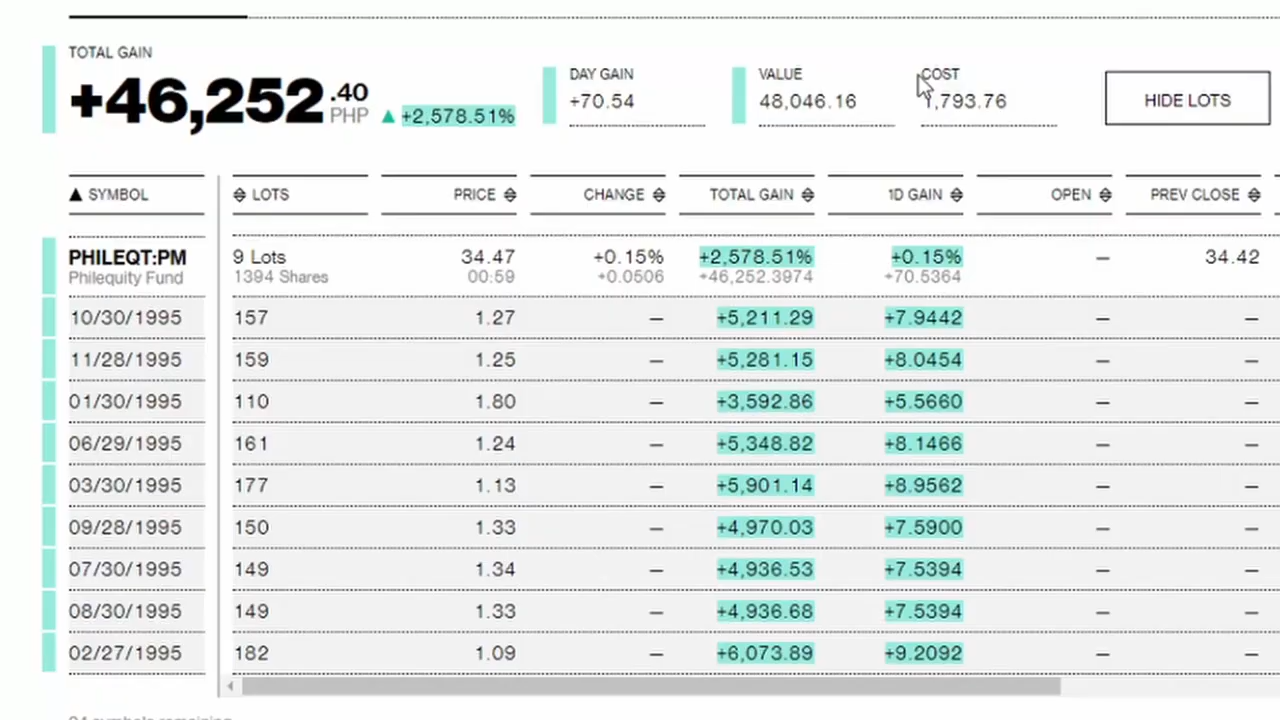 TOTAL GAIN
+46,252.40 PHP ▲ +2,578.51%
DAY GAIN
+70.54
VALUE
48,046.16
COST
1,793.76
HIDE LOTS
▲ SYMBOL LOTS PRICE CHANGE TOTAL GAIN 1D GAIN OPEN PREV CLOSE
PHILEQT:PM 9 Lots 34.47 +0.15% +2,578.51% +0.15% — 34.42
Philequity Fund 1394 Shares 00:59 +0.0506 +46,252.3974 +70.5364
10/30/1995 157 1.27 — +5,211.29 +7.9442 — —
11/28/1995 159 1.25 — +5,281.15 +8.0454 — —
01/30/1995 110 1.80 — +3,592.86 +5.5660 — —
06/29/1995 161 1.24 — +5,348.82 +8.1466 — —
03/30/1995 177 1.13 — +5,901.14 +8.9562 — —
09/28/1995 150 1.33 — +4,970.03 +7.5900 — —
07/30/1995 149 1.34 — +4,936.53 +7.5394 — —
08/30/1995 149 1.33 — +4,936.68 +7.5394 — —
02/27/1995 182 1.09 — +6,073.89 +9.2092 — —